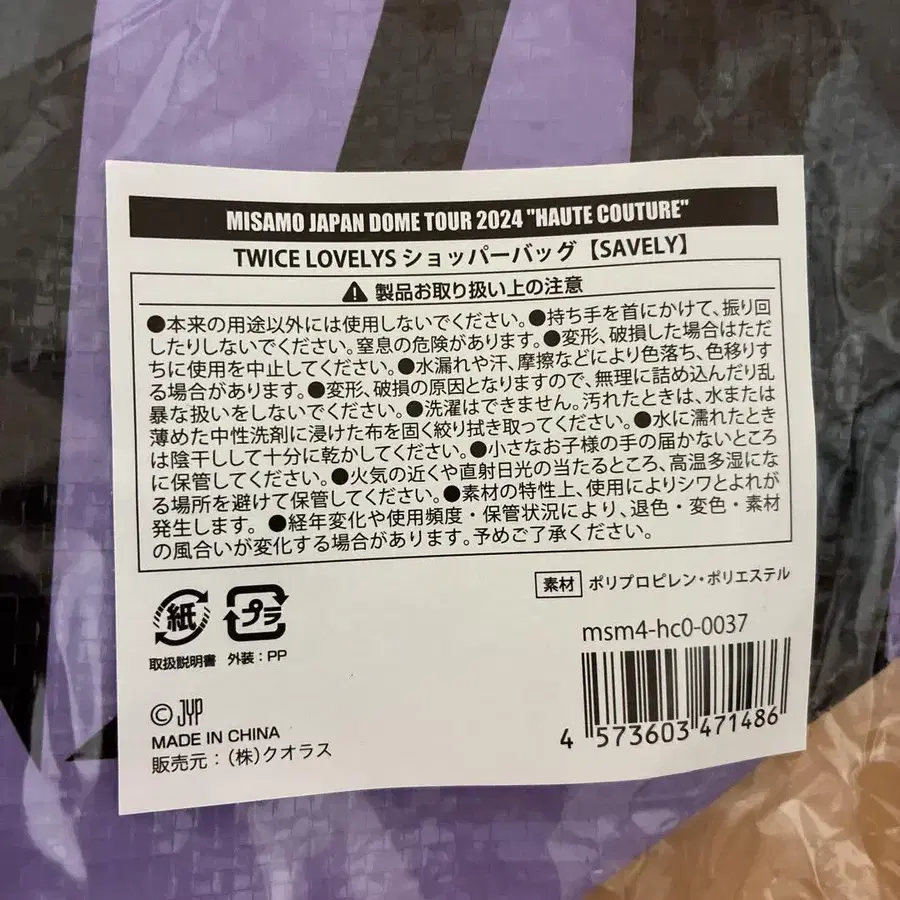 MISAMO JAPAN DOME TOUR 2024 "HAUTE COUTURE"
TWICE LOVELYS ショッパーバッグ【SAVELY】
製品お取り扱い上の注意
●本来の用途以外には使用しないでください。●持ち手を首にかけて、振り回
したりしないでください。窒息の危険があります。●変形、破損した場合はただ
ちに使用を中止してください。●水漏れや汗、摩擦などにより色落ち、色移りす
る場合があります。●変形、破損の原因となりますので、無理に詰め込んだり乱
暴な扱いをしないでください。●洗濯はできません。汚れたときは、水または
薄めた中性洗剤に浸けた布を固く絞り拭き取ってください。●水に濡れたとき
は陰干しして十分に乾かしてください。●小さなお子様の手の届かないところ
に保管してください。●火気の近くや直射日光の当たるところ、高温多湿にな
る場所を避けて保管してください。●素材の特性上、使用によりシワとよれが
発生します。●経年変化や使用頻度・保管状況により、退色・変色・素材
の風合いが変化する場合があります。予めご了承ください。
素材 ポリプロピレン・ポリエステル
紙 プラ
取扱説明書 外装：PP
msm4-hc0-0037
4 573603 471486
© JYP
MADE IN CHINA
販売元：(株)クオラス